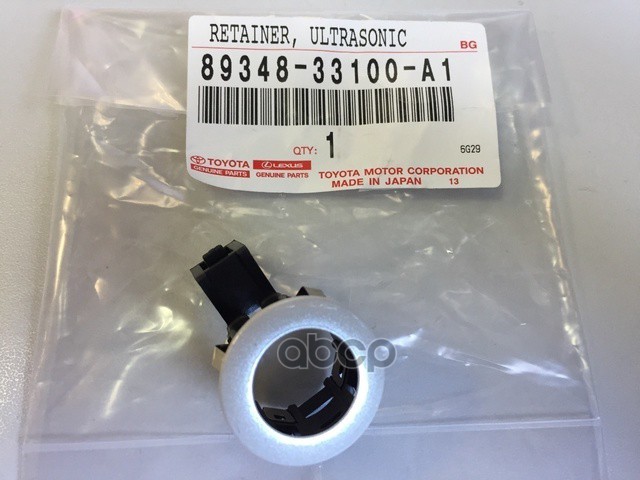 RETAINER, ULTRASONIC
BG
89348-33100-A1
QTY: 1
6G29
TOYOTA
GENUINE PARTS
LEXUS
GENUINE PARTS
TOYOTA MOTOR CORPORATION
MADE IN JAPAN 13
abcp